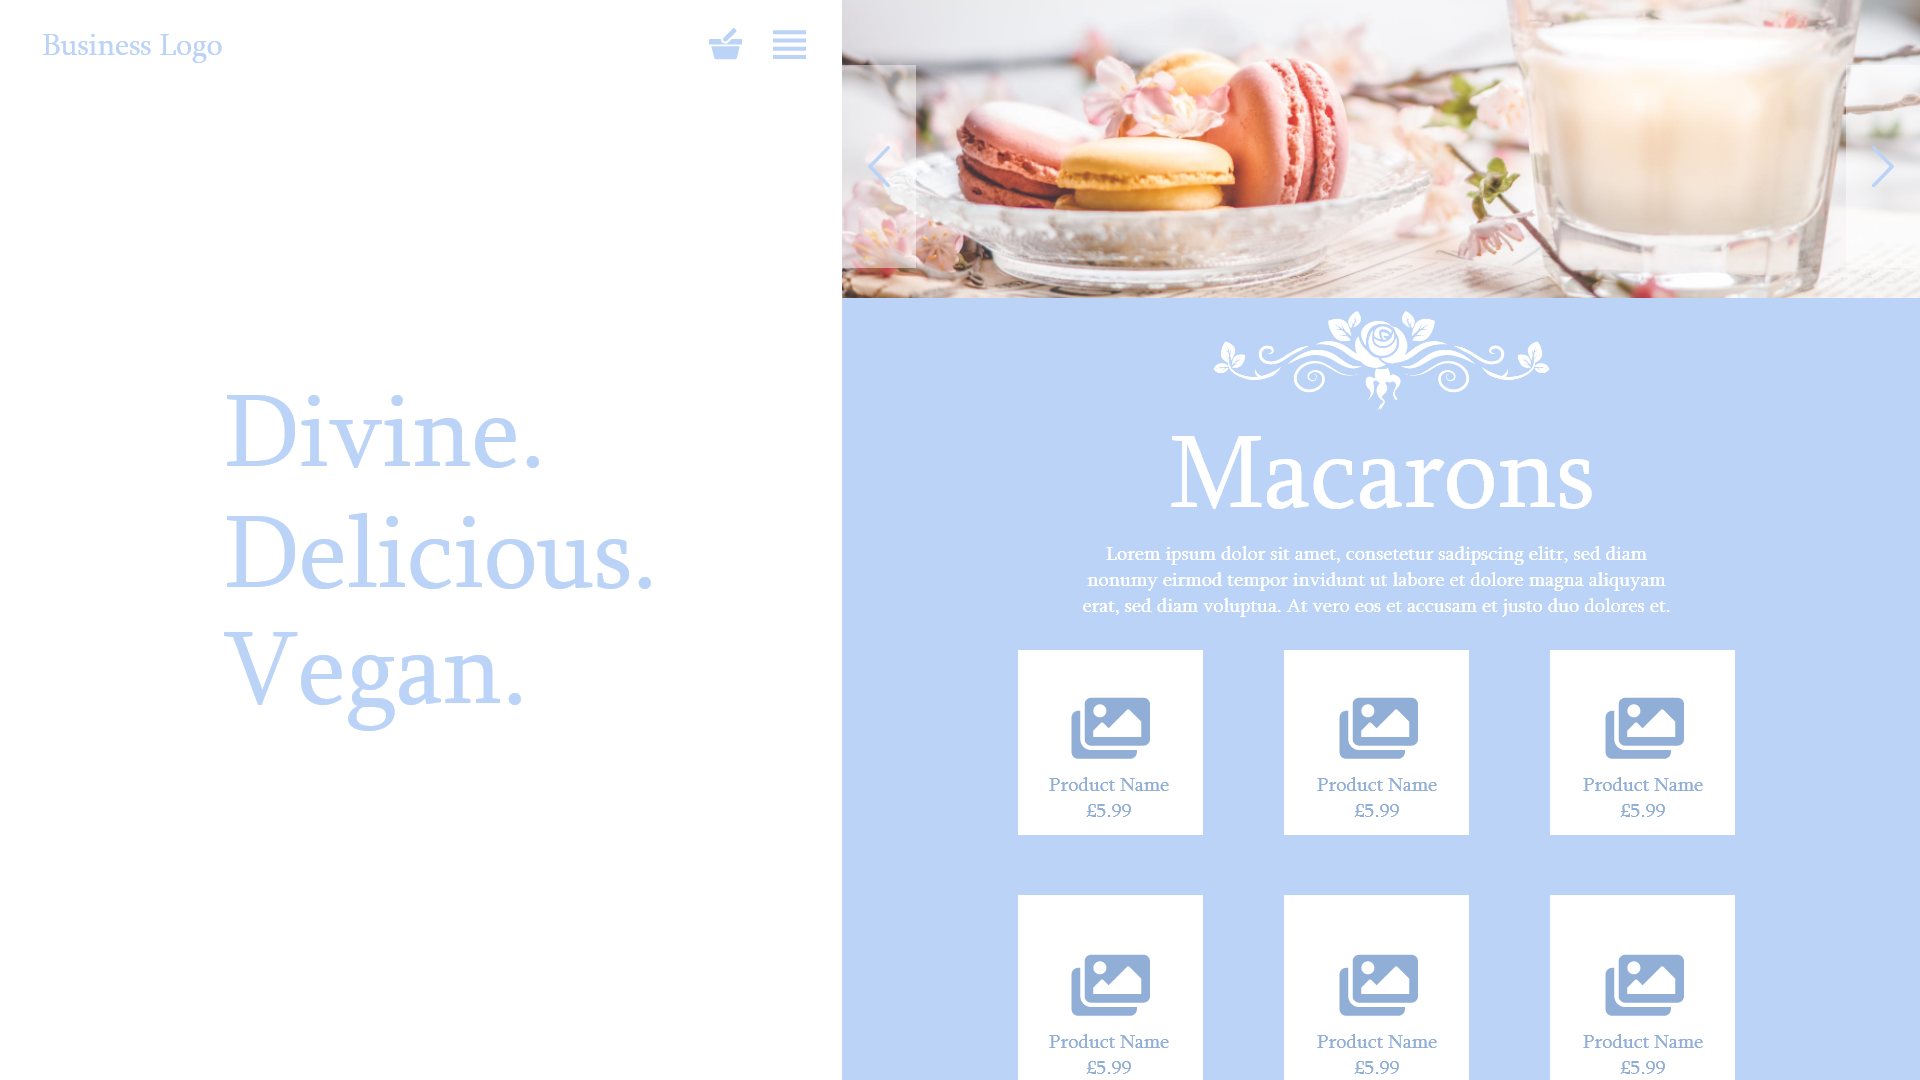 Business Logo
Divine.
Delicious.
Vegan.
Macarons
Lorem ipsum dolor sit amet, consetetur sadipscing elitr, sed diam
nonumy eirmod tempor invidunt ut labore et dolore magna aliquyam
erat, sed diam voluptua. At vero eos et accusam et justo duo dolores et.
Product Name
£5.99
Product Name
£5.99
Product Name
£5.99
Product Name
£5.99
Product Name
£5.99
Product Name
£5.99